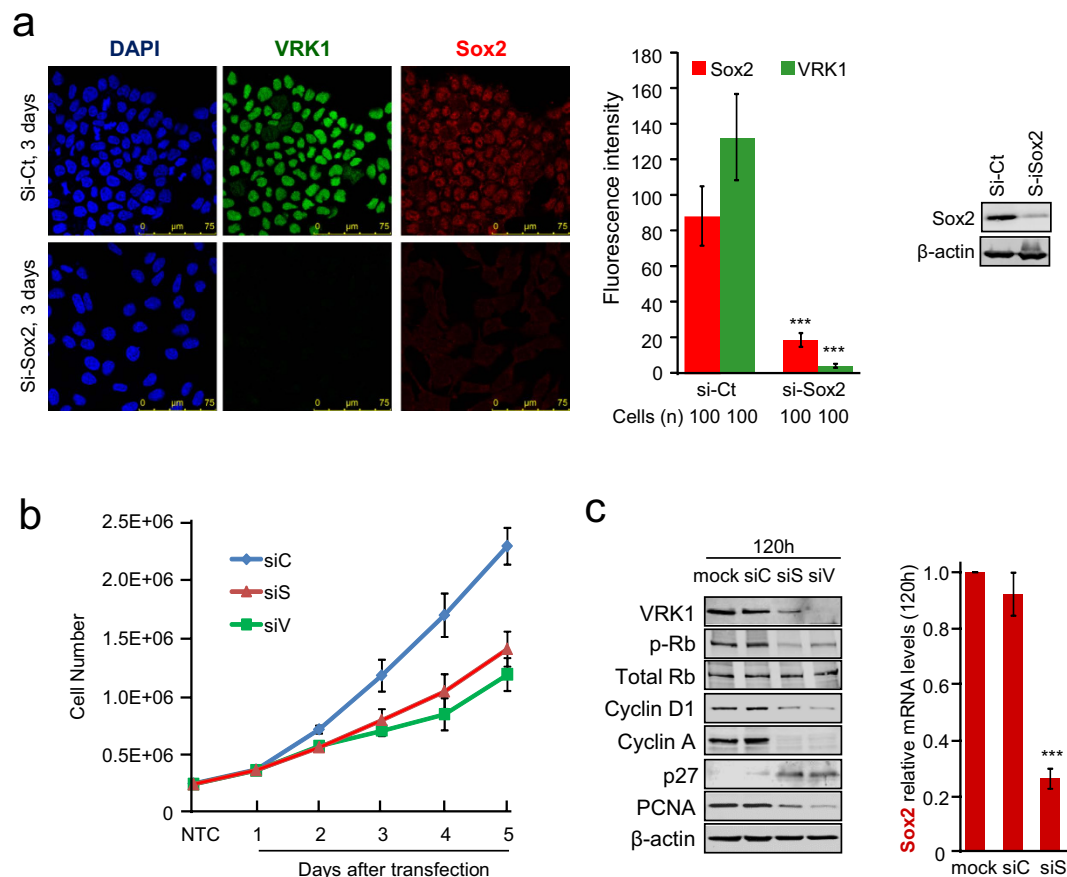 a
DAPI VRK1 Sox2
Si-Ct, 3 days
0 µm 75 0 µm 75 0 µm 75
Si-Sox2, 3 days
0 µm 75 0 µm 75 0 µm 75
Fluorescence intensity
180
160
140
120
100
80
60
40
20
0
Sox2 VRK1
*** ***
si-Ct si-Sox2
Cells (n) 100 100 100 100
Si-Ct S-iSox2
Sox2
β-actin
b
Cell Number
2.5E+06
2.0E+06
1.5E+06
1.0E+06
0.5E+06
0
siC
siS
siV
NTC 1 2 3 4 5
Days after transfection
c
120h
mock siC siS siV
VRK1
p-Rb
Total Rb
Cyclin D1
Cyclin A
p27
PCNA
β-actin
Sox2 relative mRNA levels (120h)
1.0
0.8
0.6
0.4
0.2
0
***
mock siC siS